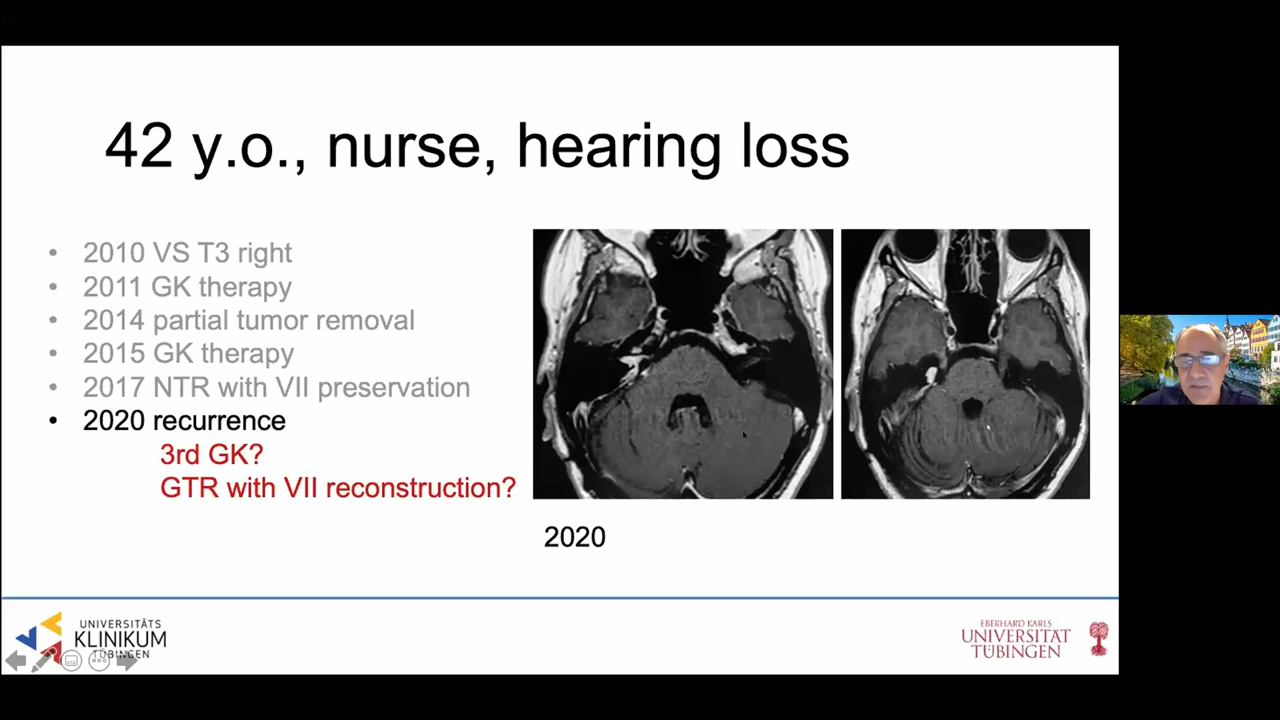 42 y.o., nurse, hearing loss
• 2010 VS T3 right
• 2011 GK therapy
• 2014 partial tumor removal
• 2015 GK therapy
• 2017 NTR with VII preservation
• 2020 recurrence
3rd GK?
GTR with VII reconstruction?
2020
UNIVERSITÄTS
KLINIKUM
TÜBINGEN
EBERHARD KARLS
UNIVERSITÄT
TÜBINGEN